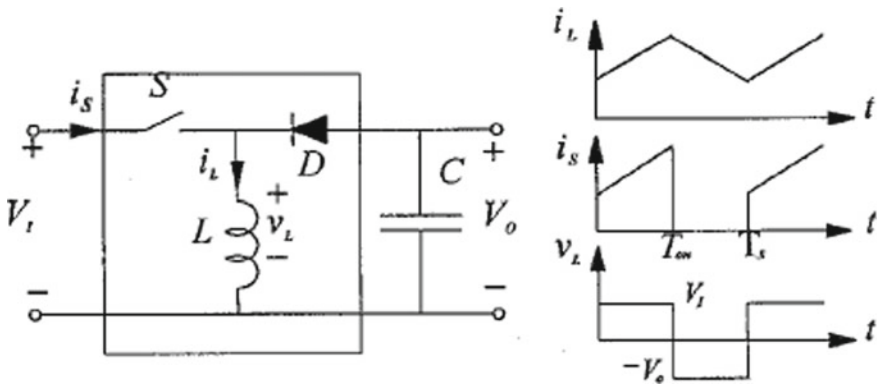 i_S
S
+
+
i_L
D
C
V_I
L
+
v_L
−
V_O
−
−
i_L
t
i_S
T_on
T_s
t
v_L
V_I
t
−V_o